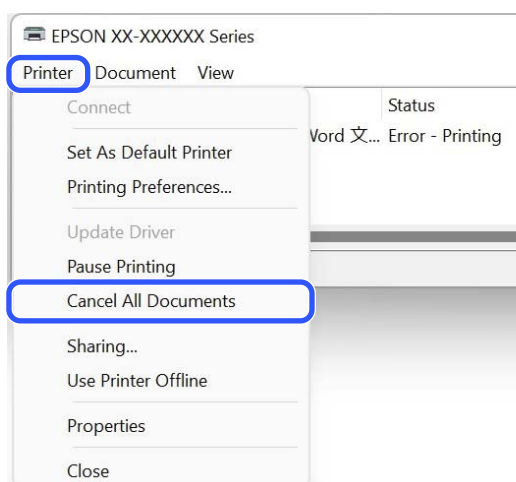 EPSON XX-XXXXXX Series
Printer Document View
Connect
Status
Word 文... Error - Printing
Set As Default Printer
Printing Preferences...
Update Driver
Pause Printing
Cancel All Documents
Sharing...
Use Printer Offline
Properties
Close